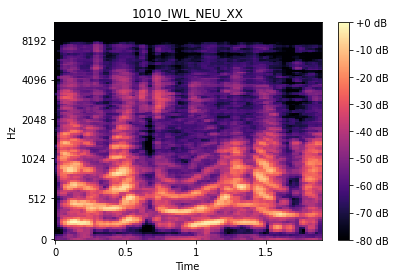 1010_IWL_NEU_XX
+0 dB
8192
-10 dB
4096
-20 dB
-30 dB
2048
Hz
-40 dB
1024
-50 dB
512
-60 dB
-70 dB
0
-80 dB
0
0.5
1
1.5
Time